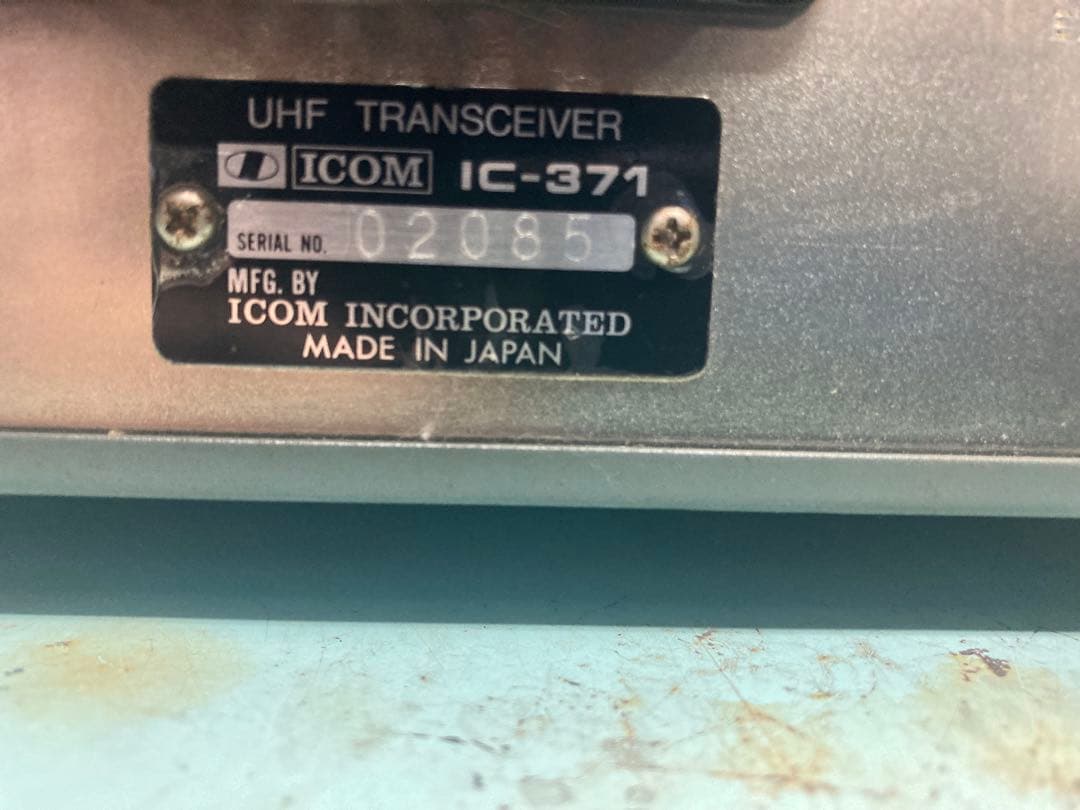 UHF TRANSCEIVER
ICOM IC-371
SERIAL NO. 02085
MFG. BY
ICOM INCORPORATED
MADE IN JAPAN